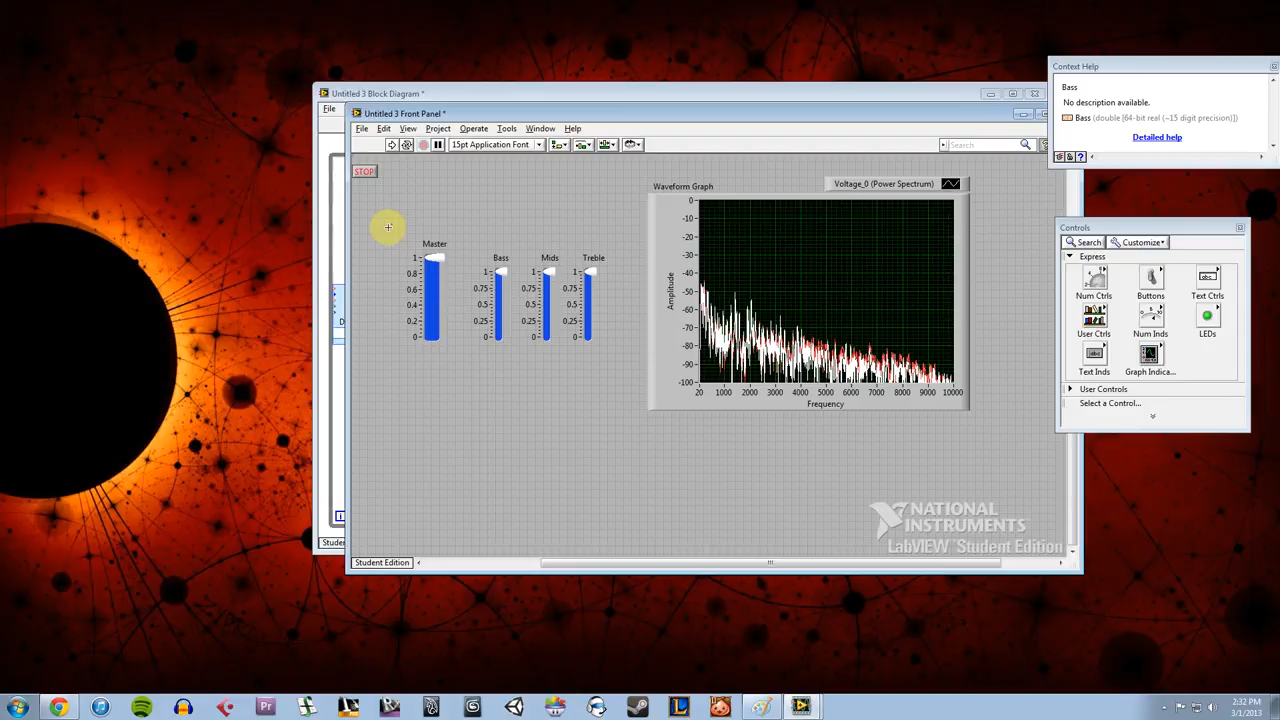 Untitled 3 Block Diagram *
File
Untitled 3 Front Panel *
File Edit View Project Operate Tools Window Help
15pt Application Font
Search
STOP
Master
1
0.8
0.6
0.4
0.2
0
Bass
1
0.75
0.5
0.25
0
Mids
1
0.75
0.5
0.25
0
Treble
1
0.75
0.5
0.25
0
Waveform Graph
Voltage_0 (Power Spectrum)
Amplitude
0
-10
-20
-30
-40
-50
-60
-70
-80
-90
-100
20 1000 2000 3000 4000 5000 6000 7000 8000 9000 10000
Frequency
NATIONAL
INSTRUMENTS
LabVIEW™ Student Edition
Student Edition
Context Help
Bass
No description available.
Bass (double [64-bit real (~15 digit precision)])
Detailed help
Controls
Search Customize
Express
Num Ctrls Buttons Text Ctrls
User Ctrls Num Inds LEDs
Text Inds Graph Indica...
User Controls
Select a Control...
2:32 PM
3/1/2013